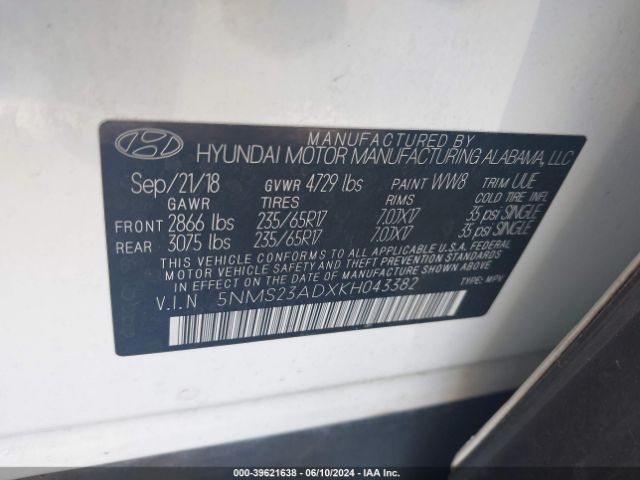 MANUFACTURED BY
HYUNDAI MOTOR MANUFACTURING ALABAMA, LLC
Sep/21/18 GVWR 4729 lbs PAINT WW8 TRIM UUE
GAWR TIRES RIMS COLD TIRE INFL
FRONT 2866 lbs 235/65R17 7.0JX17 35 psi SINGLE
REAR 3075 lbs 235/65R17 7.0JX17 35 psi SINGLE
THIS VEHICLE CONFORMS TO ALL APPLICABLE U.S.A. FEDERAL
MOTOR VEHICLE SAFETY BUMPER, AND THEFT PREVENTION STANDARDS
IN EFFECT ON THE DATE OF MANUFACTURE SHOWN ABOVE.
V.I.N 5NMS23ADXKH043382 TYPE: MPV
000-39621638 - 06/10/2024 - IAA Inc.